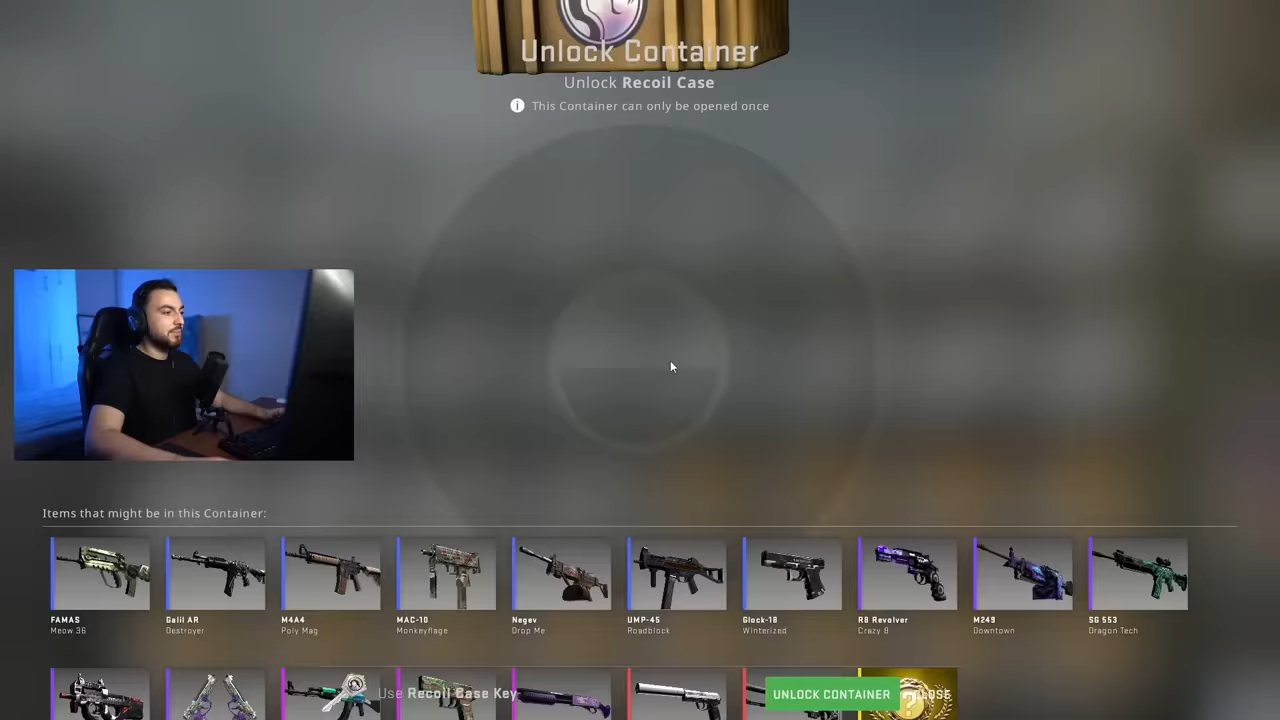 Unlock Container
Unlock Recoil Case
This Container can only be opened once
Items that might be in this Container:
FAMAS
Meow 36
Galil AR
Destroyer
M4A4
Poly Mag
MAC-10
Monkeyflage
Negev
Drop Me
UMP-45
Roadblock
Glock-18
Winterized
R8 Revolver
Crazy 8
M249
Downtown
SG 553
Dragon Tech
Use Recoil Case Key
UNLOCK CONTAINER
CLOSE